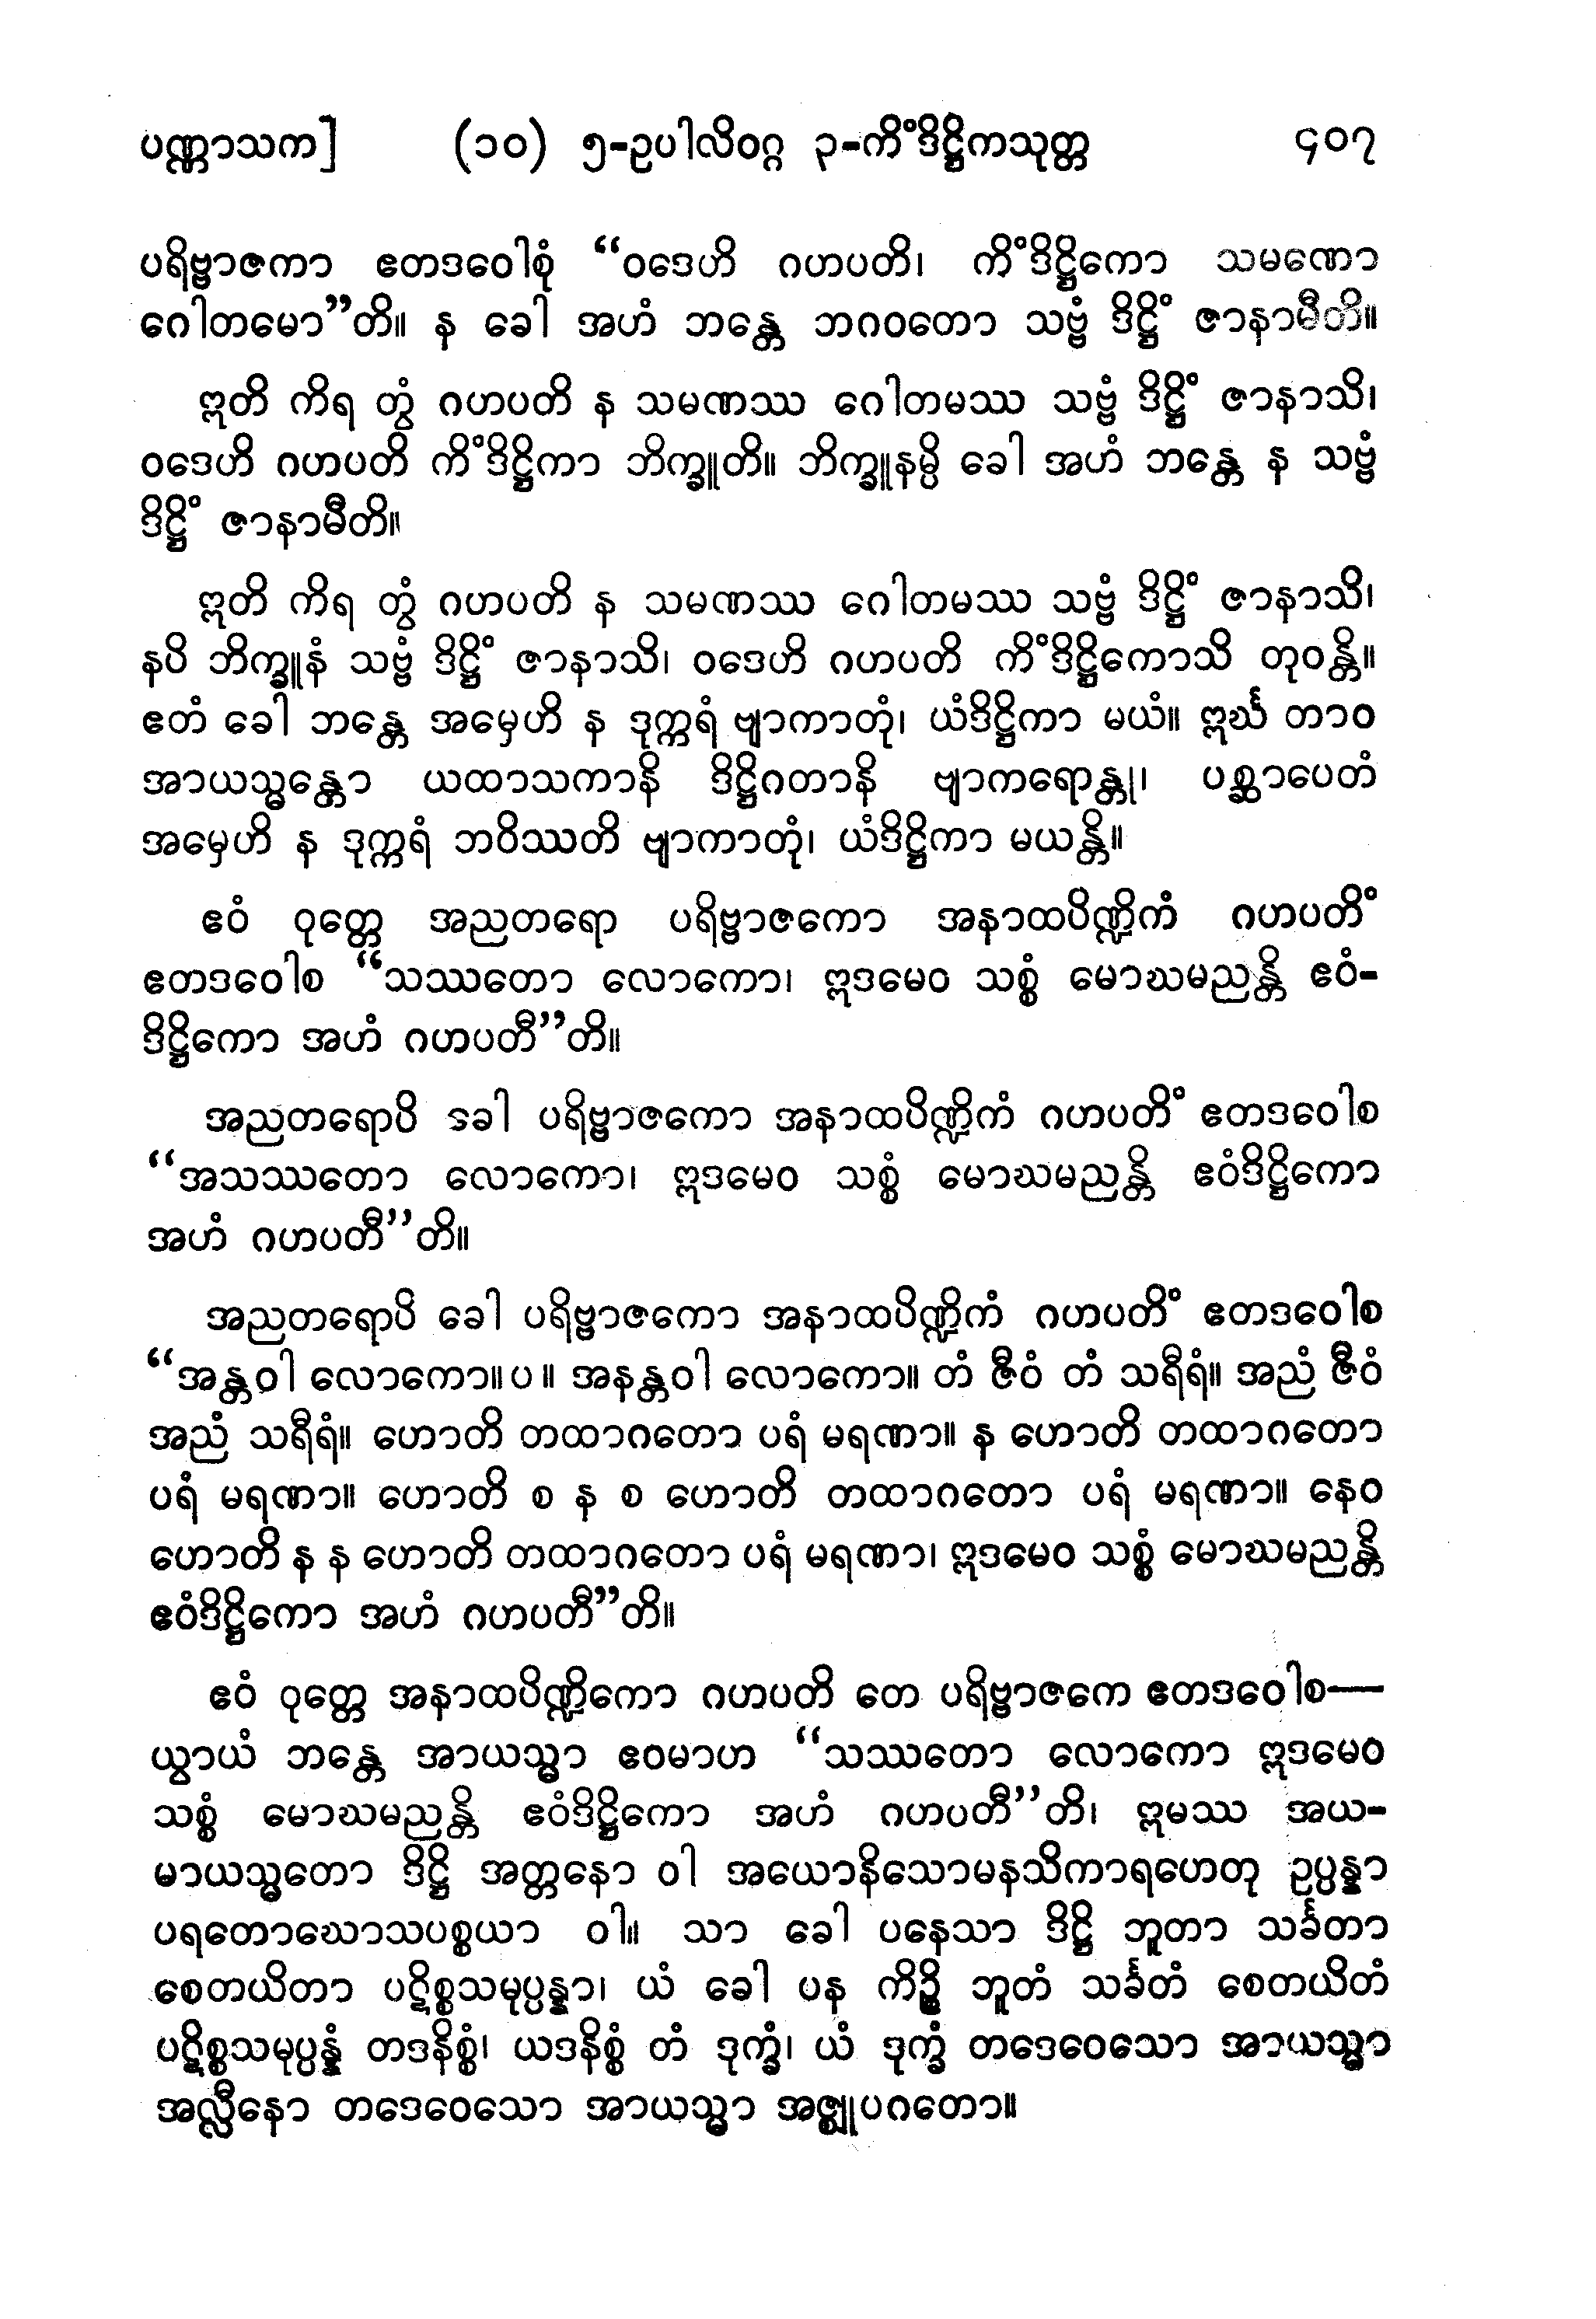 ပဏ္ဏာသက] (၁၀) ၅-ဥပါလိဝဂ္ဂ ၃-ကိံဒိဋ္ဌိကသုတ္တ ၄၀၇
ပရိဗ္ဗာဇကာ ဧတဒဝေါစုံ “ဝဒေဟိ ဂဟပတိ၊ ကိံဒိဋ္ဌိကော သမဏော
ဂေါတမော”တိ။ န ခေါ အဟံ ဘန္တေ ဘဂဝတော သဗ္ဗံ ဒိဋ္ဌိံ ဇာနာမီတိ။
ဣတိ ကိရ တွံ ဂဟပတိ န သမဏဿ ဂေါတမဿ သဗ္ဗံ ဒိဋ္ဌိံ ဇာနာသိ၊
ဝဒေဟိ ဂဟပတိ ကိံဒိဋ္ဌိကာ ဘိက္ခူတိ။ ဘိက္ခူနမ္ပိ ခေါ အဟံ ဘန္တေ န သဗ္ဗံ
ဒိဋ္ဌိံ ဇာနာမီတိ။
ဣတိ ကိရ တွံ ဂဟပတိ န သမဏဿ ဂေါတမဿ သဗ္ဗံ ဒိဋ္ဌိံ ဇာနာသိ၊
နပိ ဘိက္ခူနံ သဗ္ဗံ ဒိဋ္ဌိံ ဇာနာသိ၊ ဝဒေဟိ ဂဟပတိ ကိံဒိဋ္ဌိကောသိ တုဝန္တိ။
ဧတံ ခေါ ဘန္တေ အမှေဟိ န ဒုက္ကရံ ဗျာကာတုံ၊ ယံဒိဋ္ဌိကာ မယံ။ ဣင်္ဃ တာဝ
အာယသ္မန္တော ယထာသကာနိ ဒိဋ္ဌိဂတာနိ ဗျာကရောန္တု၊ ပစ္ဆာပေတံ
အမှေဟိ န ဒုက္ကရံ ဘဝိဿတိ ဗျာကာတုံ၊ ယံဒိဋ္ဌိကာ မယန္တိ။
ဧဝံ ဝုတ္တေ အညတရော ပရိဗ္ဗာဇကော အနာထပိဏ္ဍိကံ ဂဟပတိံ
ဧတဒဝေါစ “သဿတော လောကော၊ ဣဒမေဝ သစ္စံ မောဃမညန္တိ ဧဝံ-
ဒိဋ္ဌိကော အဟံ ဂဟပတီ”တိ။
အညတရောပိ ခေါ ပရိဗ္ဗာဇကော အနာထပိဏ္ဍိကံ ဂဟပတိံ ဧတဒဝေါစ
“အသဿတော လောကော၊ ဣဒမေဝ သစ္စံ မောဃမညန္တိ ဧဝံဒိဋ္ဌိကော
အဟံ ဂဟပတီ”တိ။
အညတရောပိ ခေါ ပရိဗ္ဗာဇကော အနာထပိဏ္ဍိကံ ဂဟပတိံ ဧတဒဝေါစ
“အန္တဝါ လောကော။ပ။ အနန္တဝါ လောကော။ တံ ဇီဝံ တံ သရီရံ။ အညံ ဇီဝံ
အညံ သရီရံ။ ဟောတိ တထာဂတော ပရံ မရဏာ။ န ဟောတိ တထာဂတော
ပရံ မရဏာ။ ဟောတိ စ န စ ဟောတိ တထာဂတော ပရံ မရဏာ။ နေဝ
ဟောတိ န န ဟောတိ တထာဂတော ပရံ မရဏာ၊ ဣဒမေဝ သစ္စံ မောဃမညန္တိ
ဧဝံဒိဋ္ဌိကော အဟံ ဂဟပတီ”တိ။
ဧဝံ ဝုတ္တေ အနာထပိဏ္ဍိကော ဂဟပတိ တေ ပရိဗ္ဗာဇကေ ဧတဒဝေါစ—
ယွာယံ ဘန္တေ အာယသ္မာ ဧဝမာဟ “သဿတော လောကော ဣဒမေဝ
သစ္စံ မောဃမညန္တိ ဧဝံဒိဋ္ဌိကော အဟံ ဂဟပတီ”တိ၊ ဣမဿ အယ-
မာယသ္မတော ဒိဋ္ဌိ အတ္တနော ဝါ အယောနိသောမနသိကာရဟေတု ဥပ္ပန္နာ
ပရတောဃောသပစ္စယာ ဝါ။ သာ ခေါ ပနေသာ ဒိဋ္ဌိ ဘူတာ သင်္ခတာ
စေတယိတာ ပဋိစ္စသမုပ္ပန္နာ၊ ယံ ခေါ ပန ကိဉ္စိ ဘူတံ သင်္ခတံ စေတယိတံ
ပဋိစ္စသမုပ္ပန္နံ တဒနိစ္စံ၊ ယဒနိစ္စံ တံ ဒုက္ခံ၊ ယံ ဒုက္ခံ တဒေဝေသော အာယသ္မာ
အလ္လီနော တဒေဝေသော အာယသ္မာ အဇ္ဈုပဂတော။